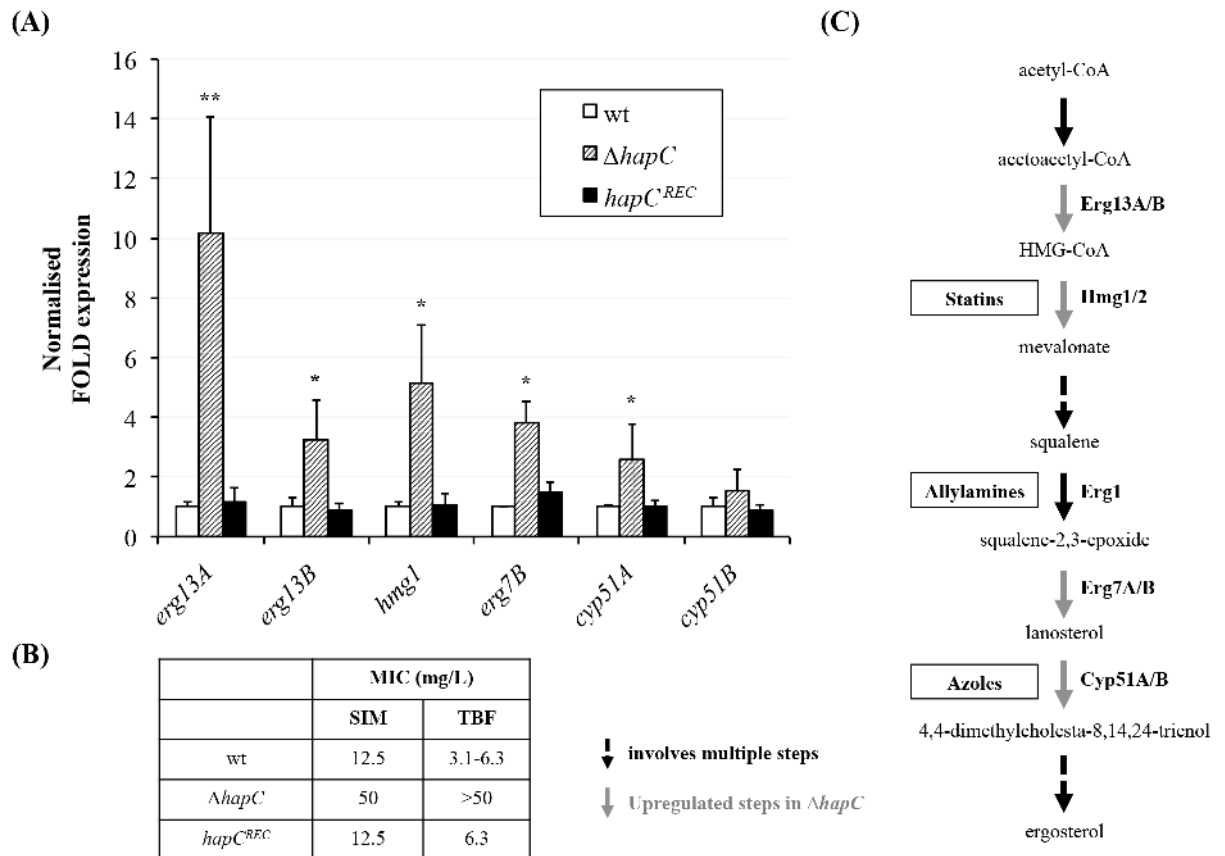 (A)
16
14
12
10
8
6
4
2
0
Normalised
FOLD expression
**
*
*
*
*
wt
ΔhapC
hapC^REC
erg13A
erg13B
hmg1
erg7B
cyp51A
cyp51B
(B)
MIC (mg/L)
SIM TBF
wt 12.5 3.1-6.3
ΔhapC 50 >50
hapC^REC 12.5 6.3
involves multiple steps
Upregulated steps in ΔhapC
(C)
acetyl-CoA
acetoacetyl-CoA
Erg13A/B
HMG-CoA
Statins Hmg1/2
mevalonate
squalene
Allylamines Erg1
squalene-2,3-epoxide
Erg7A/B
lanosterol
Azoles Cyp51A/B
4,4-dimethylcholesta-8,14,24-trienol
ergosterol